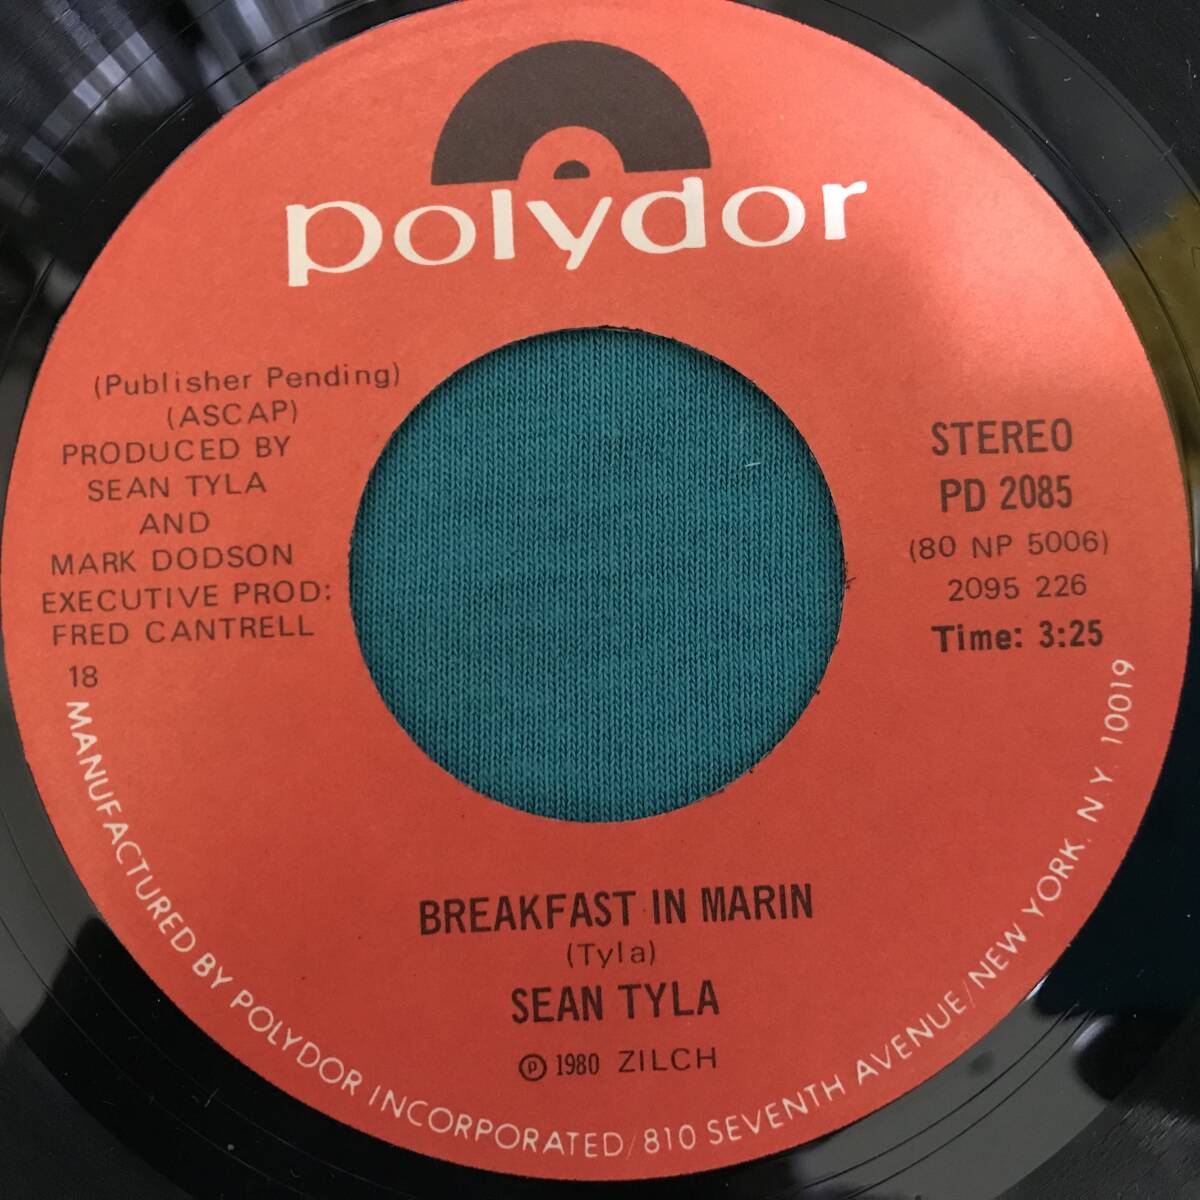 polydor
(Publisher Pending)
(ASCAP)
PRODUCED BY
SEAN TYLA
AND
MARK DODSON
EXECUTIVE PROD:
FRED CANTRELL
18
STEREO
PD 2085
(80 NP 5006)
2095 226
Time: 3:25
BREAKFAST IN MARIN
(Tyla)
SEAN TYLA
℗ 1980 ZILCH
MANUFACTURED BY POLYDOR INCORPORATED/810 SEVENTH AVENUE/NEW YORK, N.Y. 10019